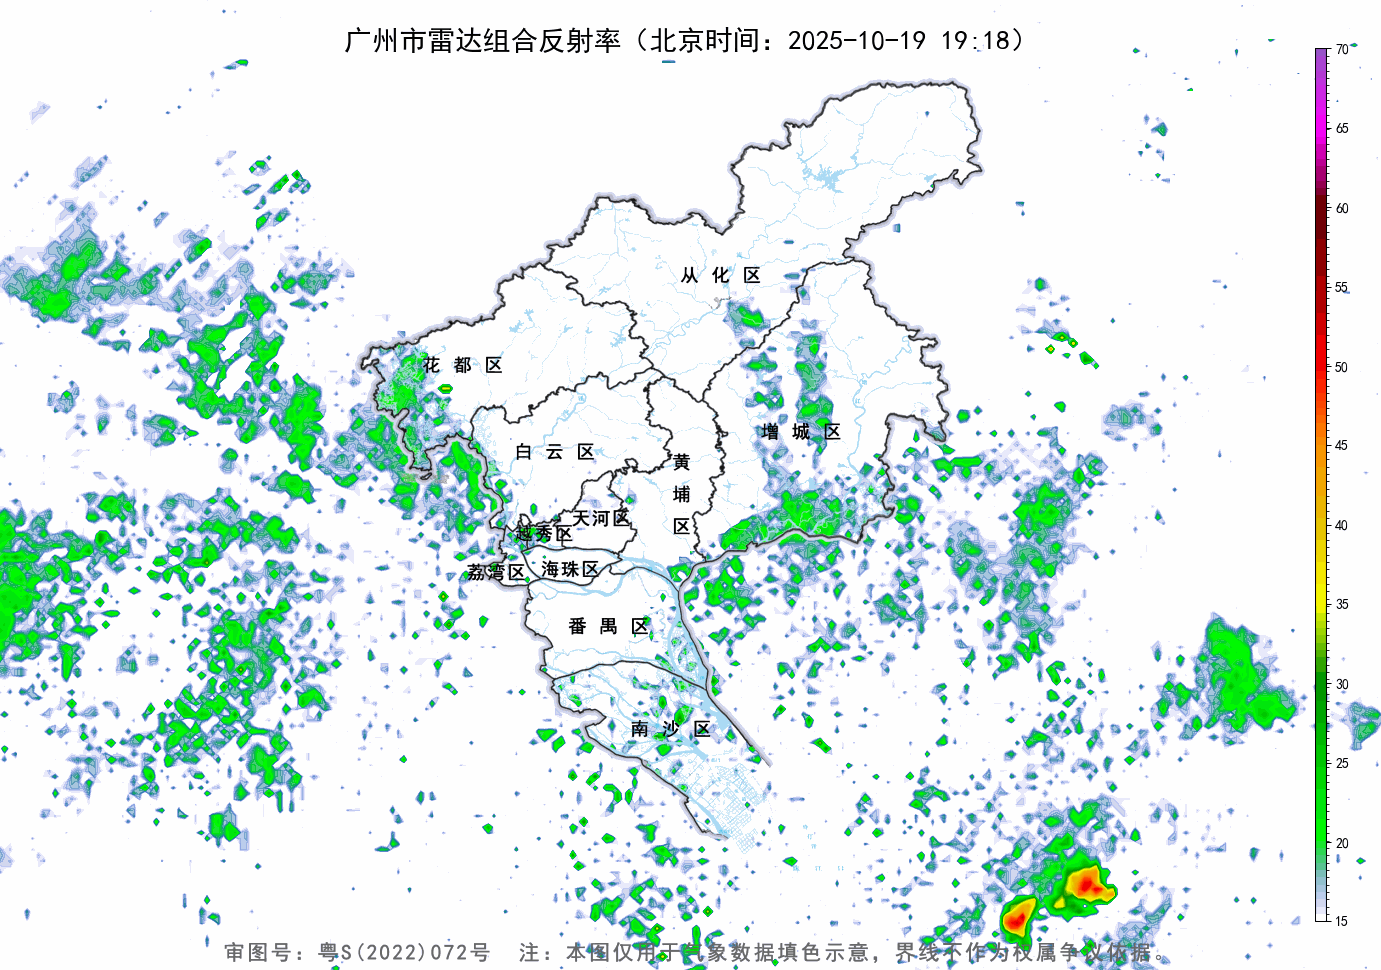 广州市雷达组合反射率（北京时间：2025-10-19 19:18）
70
65
60
55
50
45
40
35
30
25
20
15
从化区
花都区
增城区
白云区
黄埔区
天河区
越秀区
荔湾区
海珠区
番禺区
南沙区
审图号：粤S(2022)072号 注：本图仅用于气象数据填色示意，界线不作为权属争议依据。